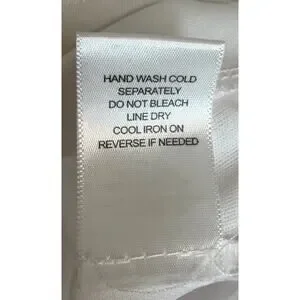 HAND WASH COLD
SEPARATELY
DO NOT BLEACH
LINE DRY
COOL IRON ON
REVERSE IF NEEDED